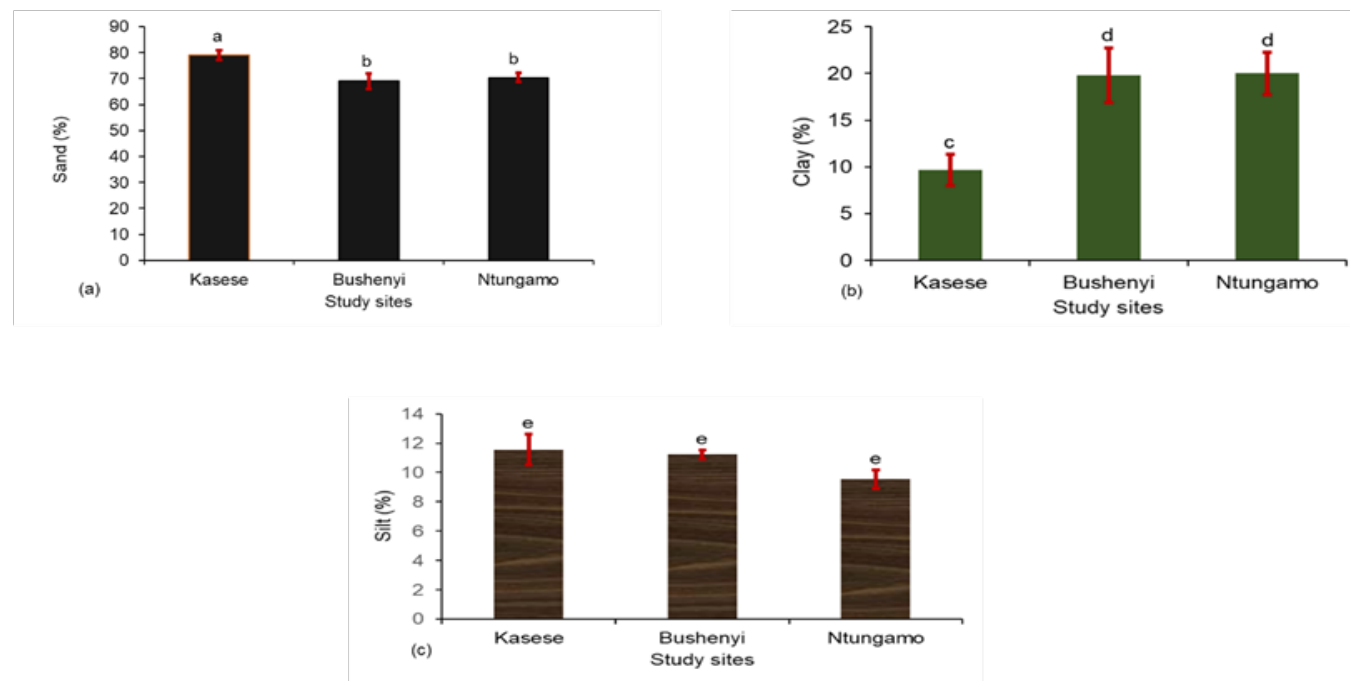 90
80
70
60
50
40
30
20
10
0
Sand (%)
a
b
b
Kasese
Bushenyi
Ntungamo
Study sites
(a)
25
20
15
10
5
0
Clay (%)
c
d
d
Kasese
Bushenyi
Ntungamo
Study sites
(b)
14
12
10
8
6
4
2
0
Silt (%)
e
e
e
Kasese
Bushenyi
Ntungamo
Study sites
(c)